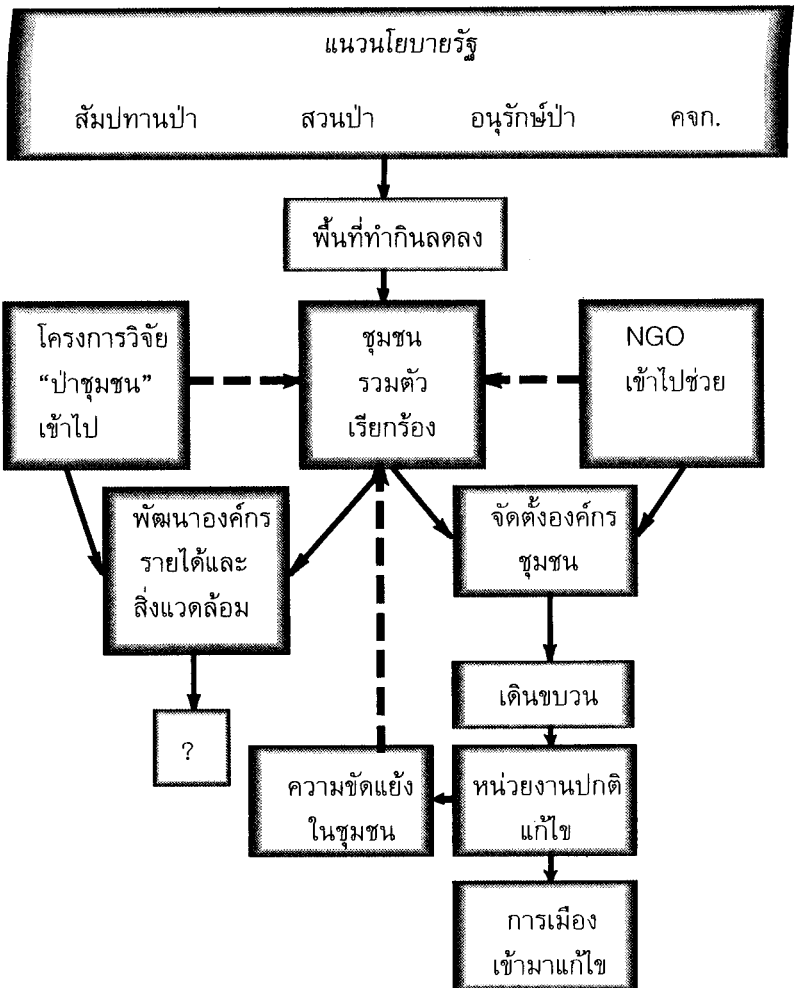 แนวนโยบายรัฐ
สัมปทานป่า สวนป่า อนุรักษ์ป่า คจก.
พื้นที่ทำกินลดลง
โครงการวิจัย
“ป่าชุมชน”
เข้าไป
ชุมชน
รวมตัว
เรียกร้อง
NGO
เข้าไปช่วย
พัฒนาองค์กร
รายได้และ
สิ่งแวดล้อม
จัดตั้งองค์กร
ชุมชน
?
เดินขบวน
ความขัดแย้ง
ในชุมชน
หน่วยงานปกติ
แก้ไข
การเมือง
เข้ามาแก้ไข